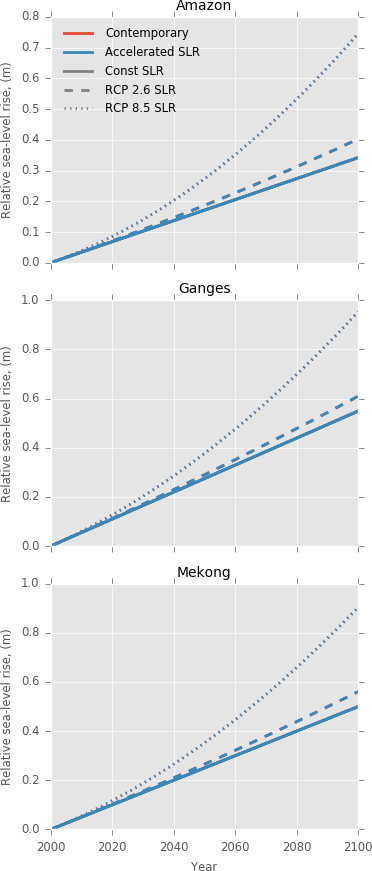 Amazon
0.8
0.7
0.6
0.5
0.4
0.3
0.2
0.1
0.0
Relative sea-level rise, (m)
Contemporary
Accelerated SLR
Const SLR
RCP 2.6 SLR
RCP 8.5 SLR
Ganges
1.0
0.8
0.6
0.4
0.2
0.0
Relative sea-level rise, (m)
Mekong
1.0
0.8
0.6
0.4
0.2
0.0
Relative sea-level rise, (m)
2000 2020 2040 2060 2080 2100
Year